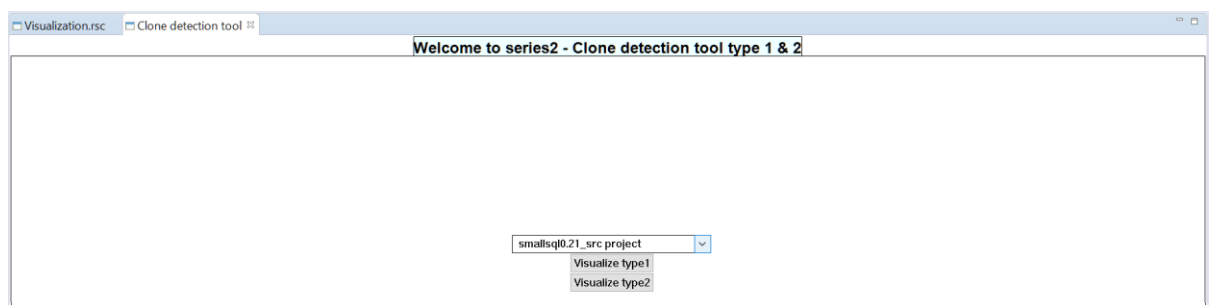 Visualization.rsc Clone detection tool
Welcome to series2 - Clone detection tool type 1 & 2
smallsql0.21_src project
Visualize type1
Visualize type2